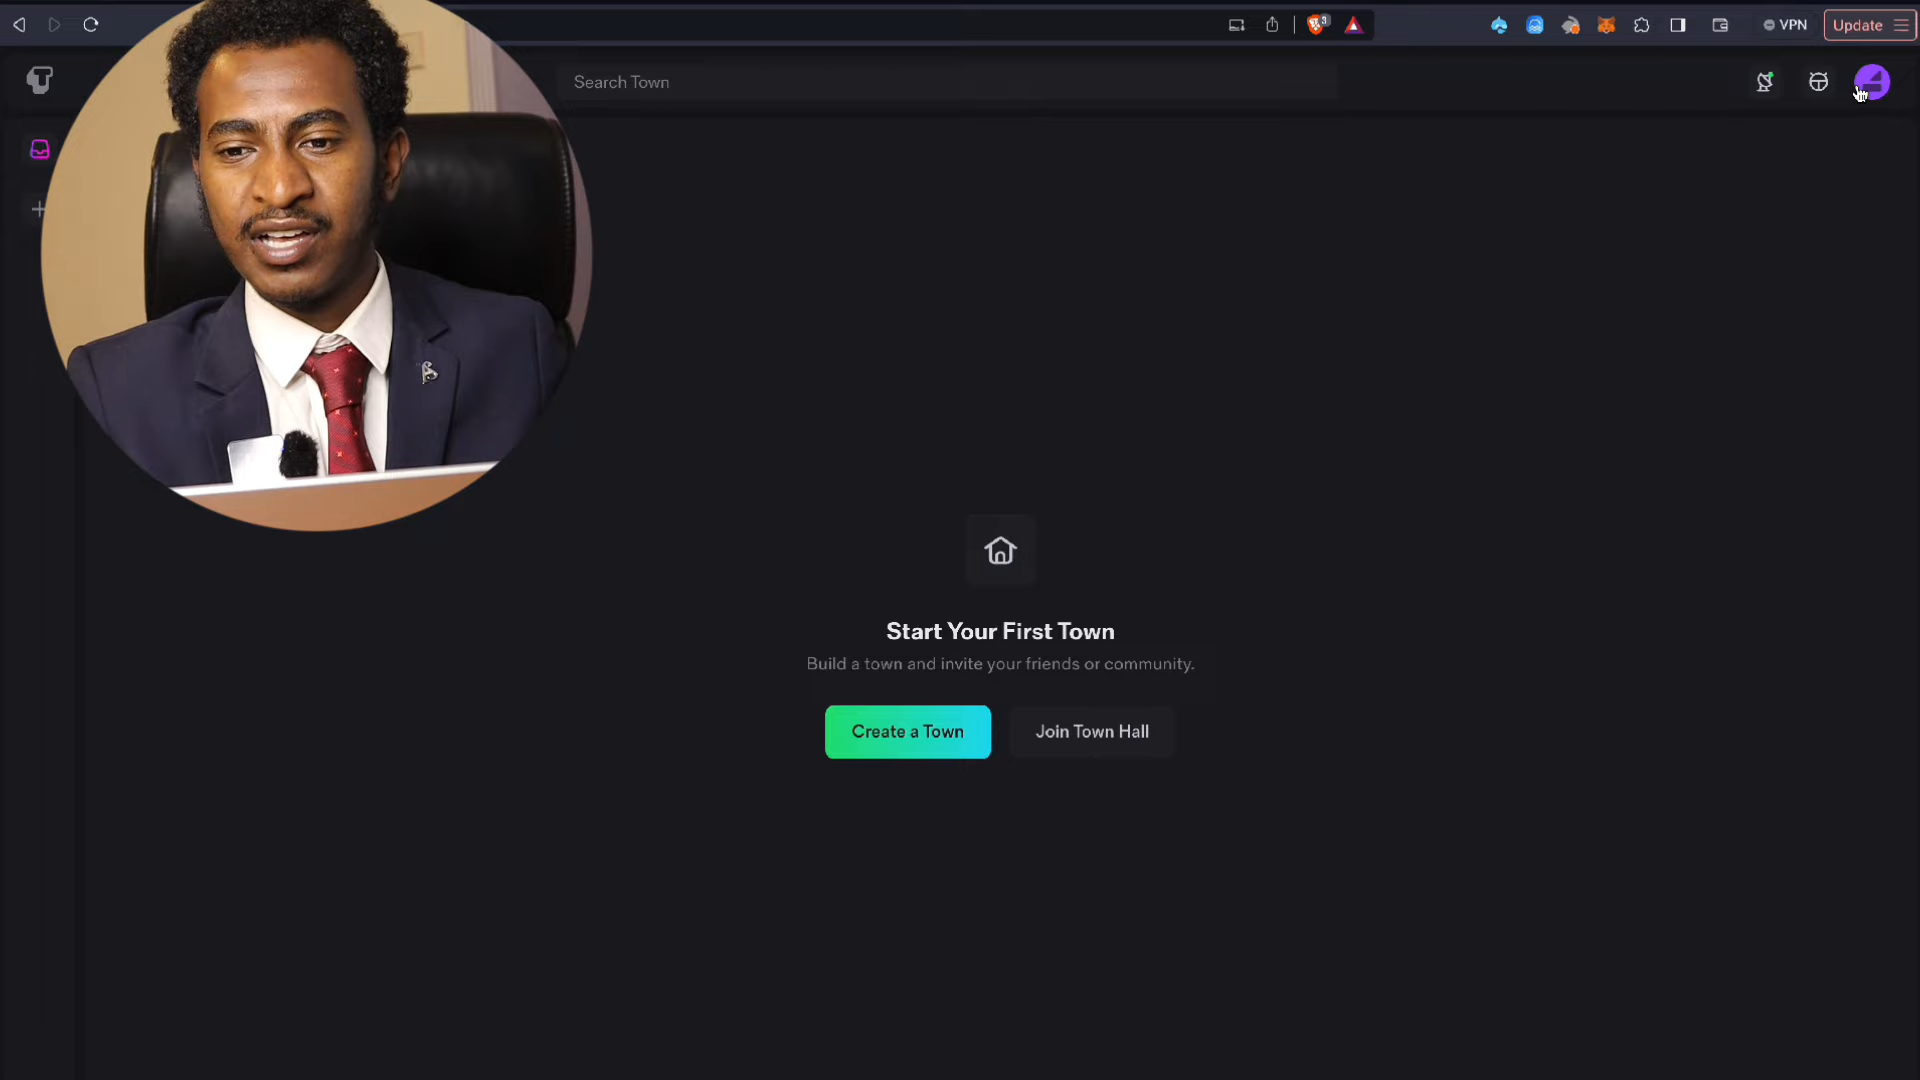 3
VPN
Update
Search Town
Start Your First Town
Build a town and invite your friends or community.
Create a Town
Join Town Hall